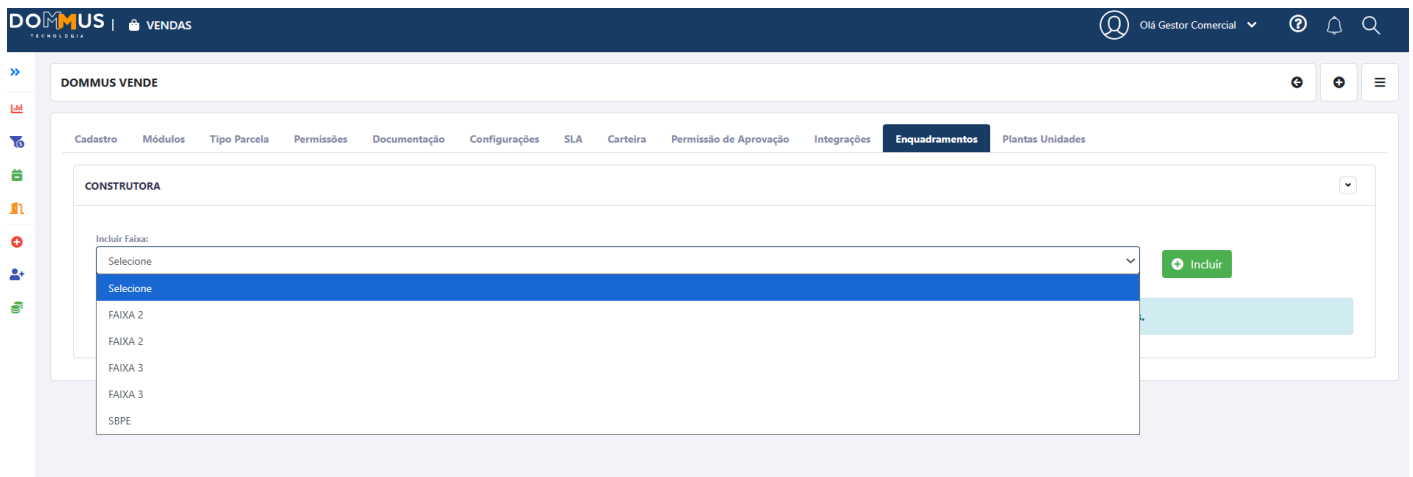 DOMMUS | VENDAS
TECNOLOGIA
Olá Gestor Comercial
DOMMUS VENDE
Cadastro Módulos Tipo Parcela Permissões Documentação Configurações SLA Carteira Permissão de Aprovação Integrações Enquadramentos Plantas Unidades
CONSTRUTORA
Incluir Faixa:
Selecione
Incluir
Selecione
FAIXA 2
FAIXA 2
FAIXA 3
FAIXA 3
SBPE